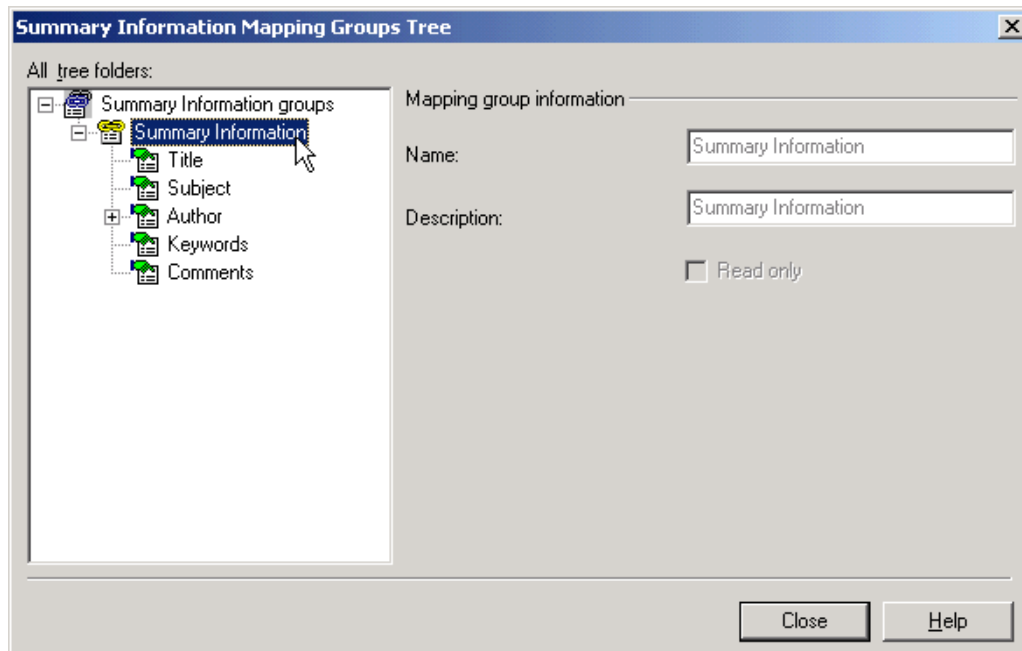 Summary Information Mapping Groups Tree
All tree folders:
Summary Information groups
Summary Information
Title
Subject
Author
Keywords
Comments
Mapping group information
Name:
Summary Information
Description:
Summary Information
Read only
Close
Help